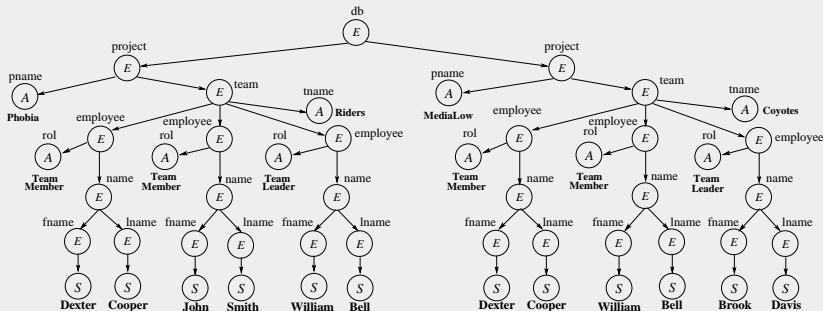 db
E
project project
E E
pname team pname team
A E A E
Phobia MediaLow
tname tname
A Riders A Coyotes
employee employee employee employee employee employee
E E E E E E
rol rol rol rol rol rol
A A A A A A
Team Member Team Member Team Leader Team Member Team Member Team Leader
name name name name name name
E E E E E E
fname lname fname lname fname lname fname lname fname lname fname lname
E E E E E E E E E E E E
S S S S S S S S S S S S
Dexter Cooper John Smith William Bell Dexter Cooper William Bell Brook Davis